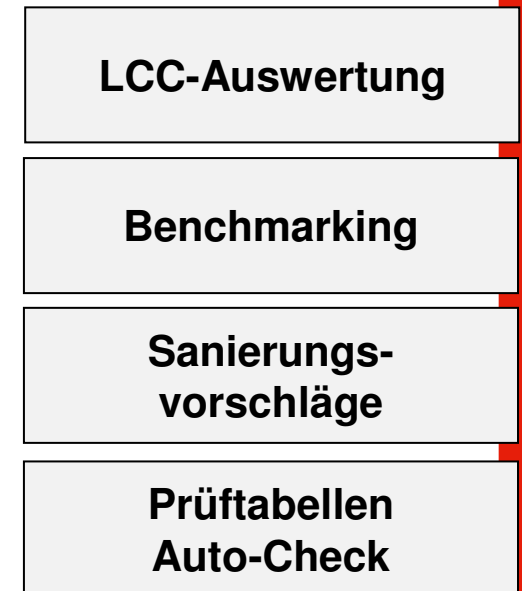 LCC-Auswertung
Benchmarking
Sanierungs-
vorschläge
Prüftabellen
Auto-Check